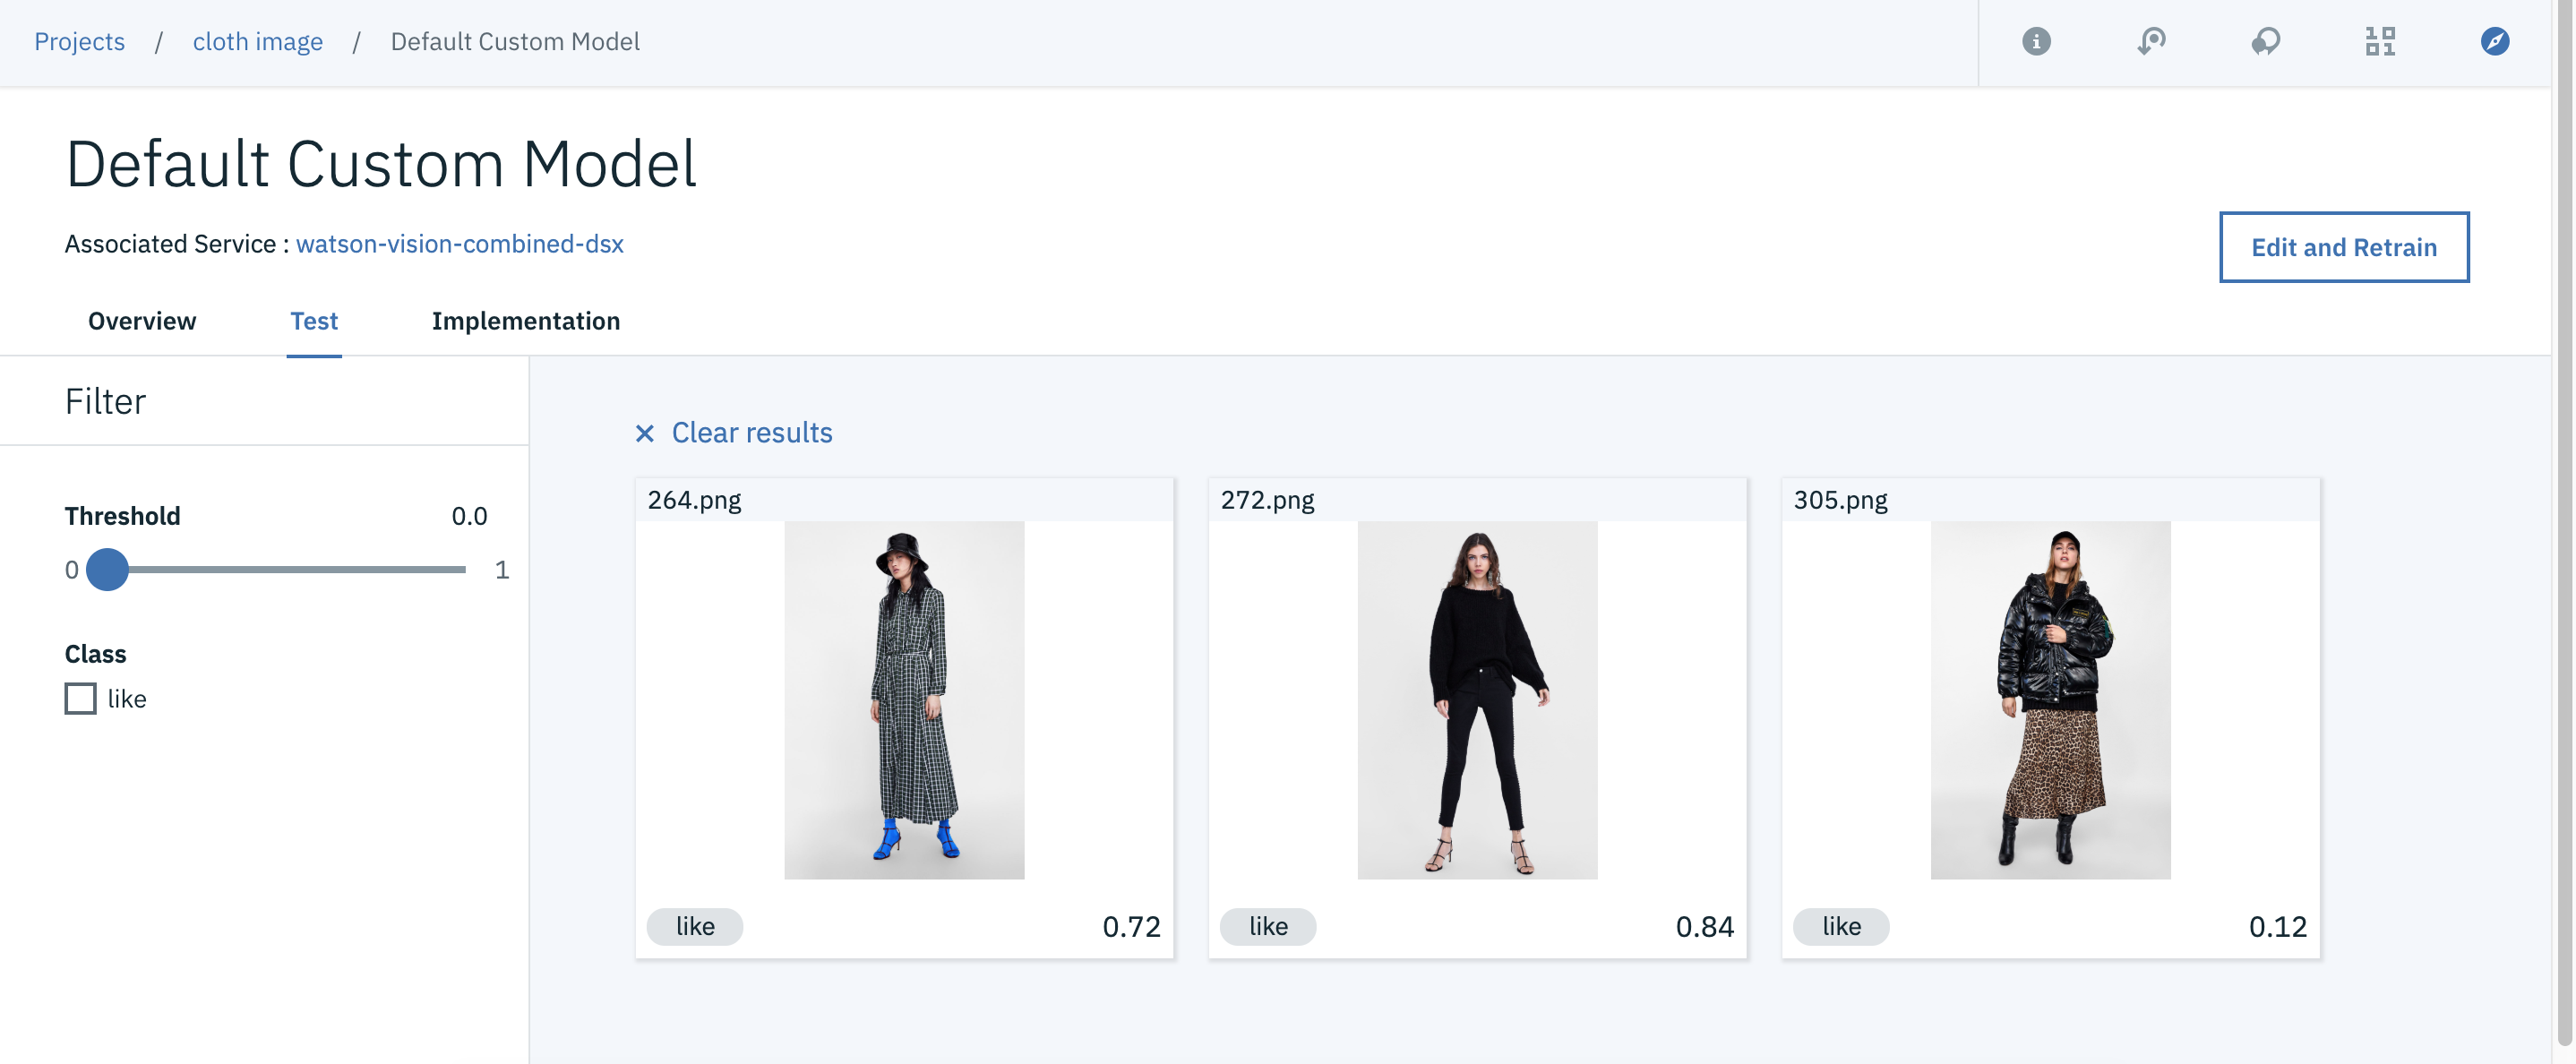 Projects / cloth image / Default Custom Model
Default Custom Model
Associated Service : watson-vision-combined-dsx
Edit and Retrain
Overview Test Implementation
Filter
Threshold 0.0
0 1
Class
like
× Clear results
264.png
like 0.72
272.png
like 0.84
305.png
like 0.12